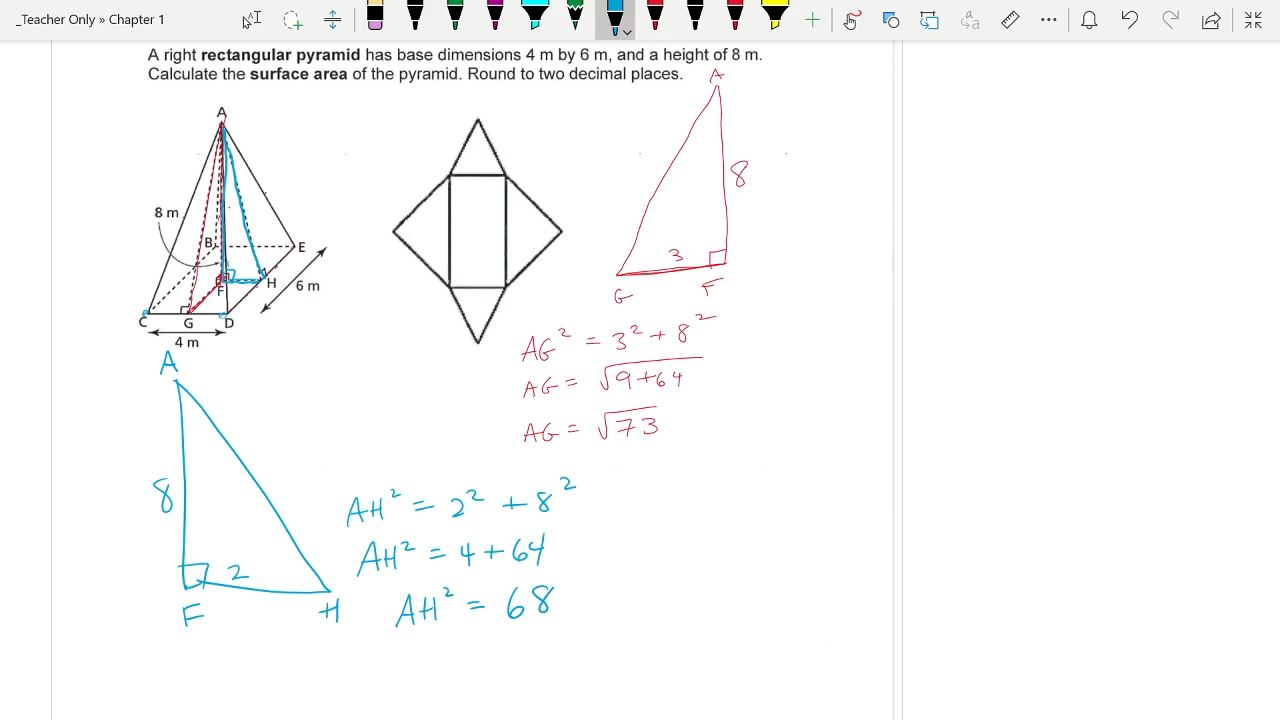 _Teacher Only » Chapter 1
A right rectangular pyramid has base dimensions 4 m by 6 m, and a height of 8 m.
Calculate the surface area of the pyramid. Round to two decimal places.
A
8 m
B
E
F
H
6 m
C
G
D
4 m
A
8
3
G
F
AG² = 3² + 8²
AG = √9+64
AG = √73
A
8
2
F
H
AH² = 2² + 8²
AH² = 4 + 64
AH² = 68